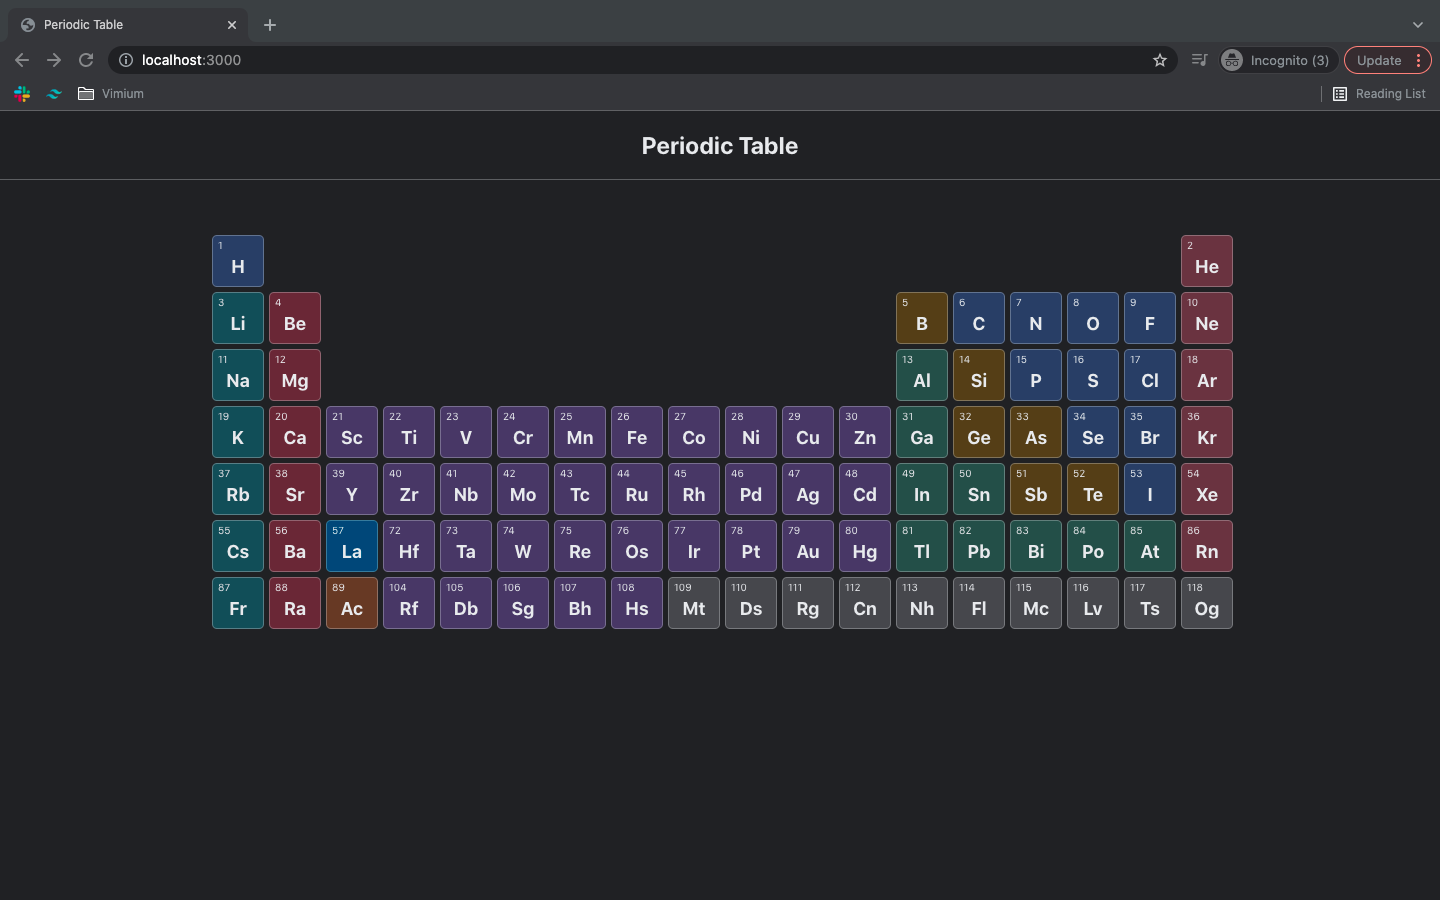 Periodic Table
localhost:3000
Incognito (3)
Update
Vimium
Reading List
Periodic Table
1 H 2 He
3 Li 4 Be 5 B 6 C 7 N 8 O 9 F 10 Ne
11 Na 12 Mg 13 Al 14 Si 15 P 16 S 17 Cl 18 Ar
19 K 20 Ca 21 Sc 22 Ti 23 V 24 Cr 25 Mn 26 Fe 27 Co 28 Ni 29 Cu 30 Zn 31 Ga 32 Ge 33 As 34 Se 35 Br 36 Kr
37 Rb 38 Sr 39 Y 40 Zr 41 Nb 42 Mo 43 Tc 44 Ru 45 Rh 46 Pd 47 Ag 48 Cd 49 In 50 Sn 51 Sb 52 Te 53 I 54 Xe
55 Cs 56 Ba 57 La 72 Hf 73 Ta 74 W 75 Re 76 Os 77 Ir 78 Pt 79 Au 80 Hg 81 Tl 82 Pb 83 Bi 84 Po 85 At 86 Rn
87 Fr 88 Ra 89 Ac 104 Rf 105 Db 106 Sg 107 Bh 108 Hs 109 Mt 110 Ds 111 Rg 112 Cn 113 Nh 114 Fl 115 Mc 116 Lv 117 Ts 118 Og